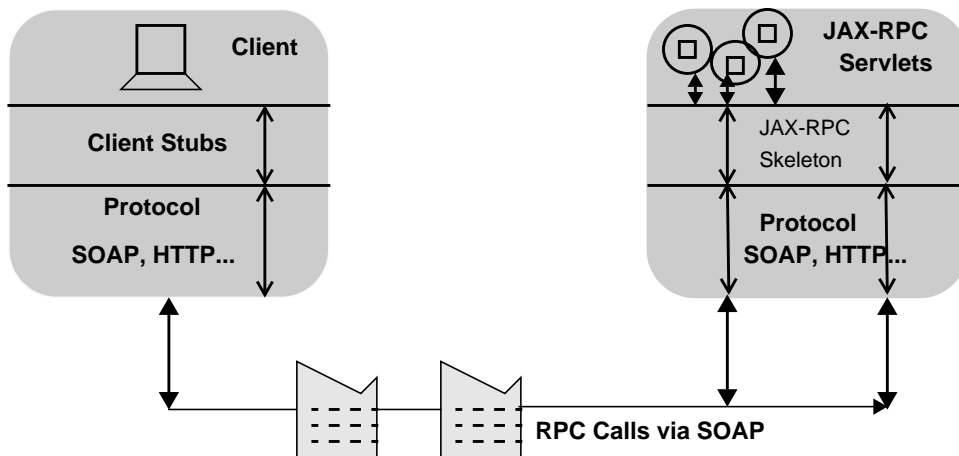 Client
Client Stubs
Protocol
SOAP, HTTP...
JAX-RPC
Servlets
JAX-RPC
Skeleton
Protocol
SOAP, HTTP...
RPC Calls via SOAP